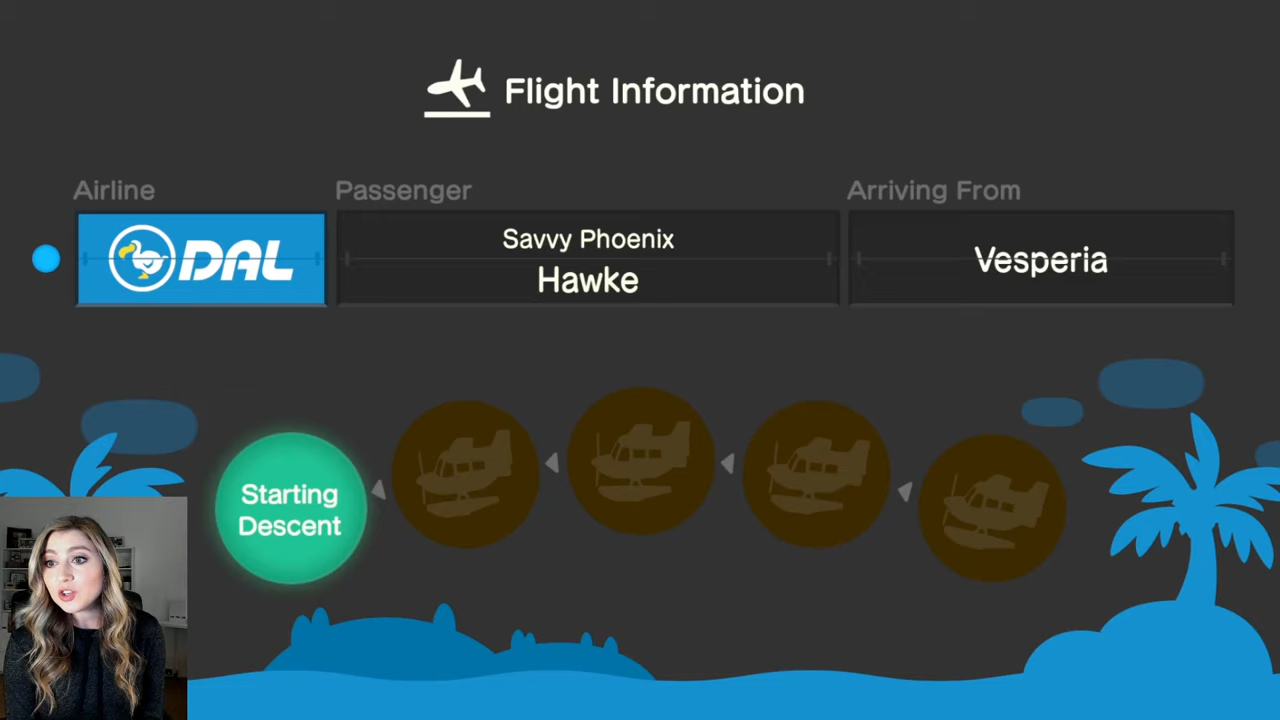 Flight Information
Airline
Passenger
Arriving From
DAL
Savvy Phoenix
Hawke
Vesperia
Starting
Descent